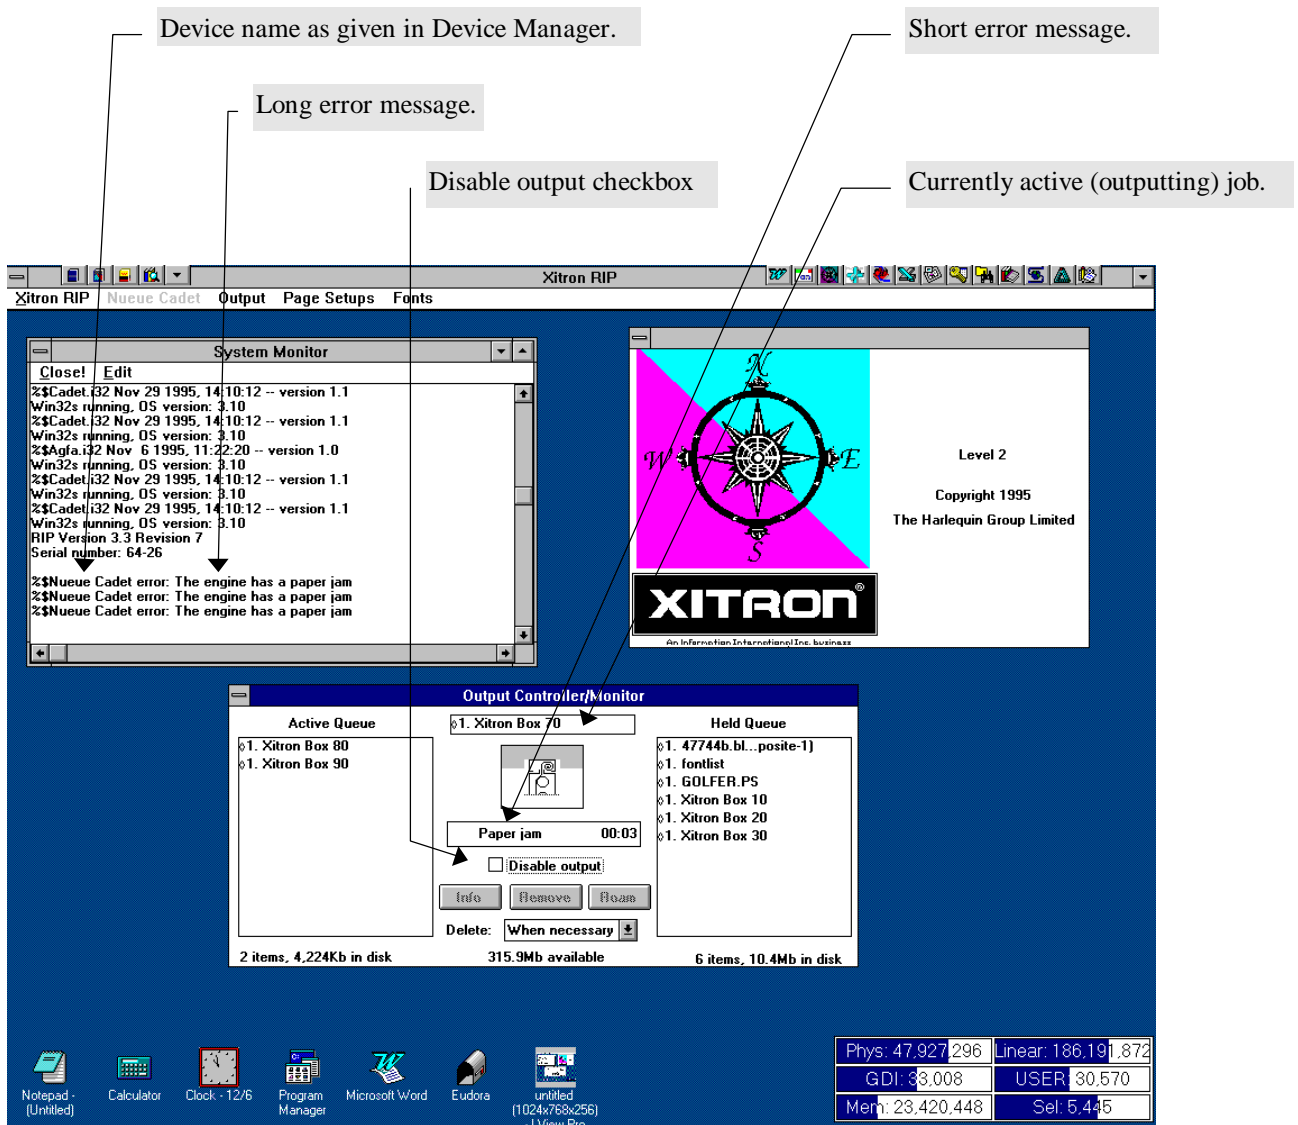 Device name as given in Device Manager.
Short error message.
Long error message.
Disable output checkbox
Currently active (outputting) job.
Xitron RIP
Xitron RIP Nueue Cadet Output Page Setups Fonts
System Monitor
Close! Edit
%$Cadet.i32 Nov 29 1995, 14:10:12 -- version 1.1
Win32s running, OS version: 3.10
%$Cadet.i32 Nov 29 1995, 14:10:12 -- version 1.1
Win32s running, OS version: 3.10
%$Agfa.i32 Nov 6 1995, 11:22:20 -- version 1.0
Win32s running, OS version: 3.10
%$Cadet.i32 Nov 29 1995, 14:10:12 -- version 1.1
Win32s running, OS version: 3.10
%$Cadet.i32 Nov 29 1995, 14:10:12 -- version 1.1
Win32s running, OS version: 3.10
RIP Version 3.3 Revision 7
Serial number: 64-26
%$Nueue Cadet error: The engine has a paper jam
%$Nueue Cadet error: The engine has a paper jam
%$Nueue Cadet error: The engine has a paper jam
N
W
E
S
Level 2
Copyright 1995
The Harlequin Group Limited
XITRON®
An Information International Inc. business
Output Controller/Monitor
Active Queue
◊1. Xitron Box 80
◊1. Xitron Box 90
2 items, 4,224Kb in disk
◊1. Xitron Box 70
Paper jam 00:03
Disable output
Info Remove Roam
Delete: When necessary
315.9Mb available
Held Queue
◊1. 47744b.bl...posite-1)
◊1. fontlist
◊1. GOLFER.PS
◊1. Xitron Box 10
◊1. Xitron Box 20
◊1. Xitron Box 30
6 items, 10.4Mb in disk
Notepad -
(Untitled)
Calculator
Clock - 12/6
Program
Manager
Microsoft Word
Eudora
untitled
(1024x768x256)
- LView Pro
Phys: 47,927,296 Linear: 186,191,872
GDI: 38,008 USER: 30,570
Mem: 23,420,448 Sel: 5,445